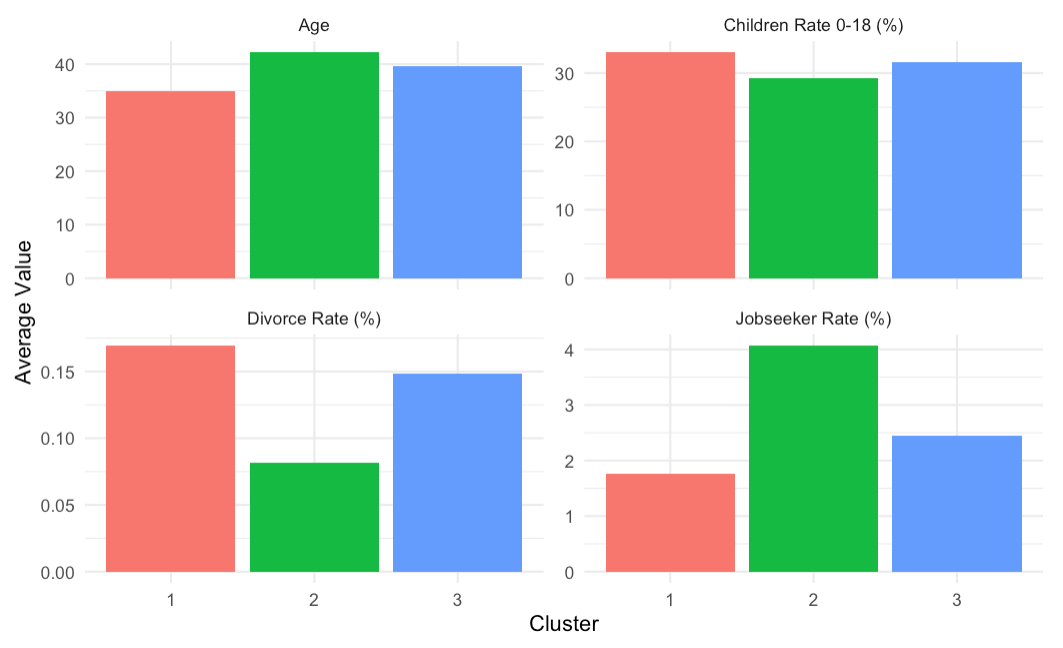 Age
Children Rate 0-18 (%)
40
30
20
10
0
30
20
10
0
Average Value
Divorce Rate (%)
Jobseeker Rate (%)
0.15
0.10
0.05
0.00
4
3
2
1
0
1 2 3
1 2 3
Cluster